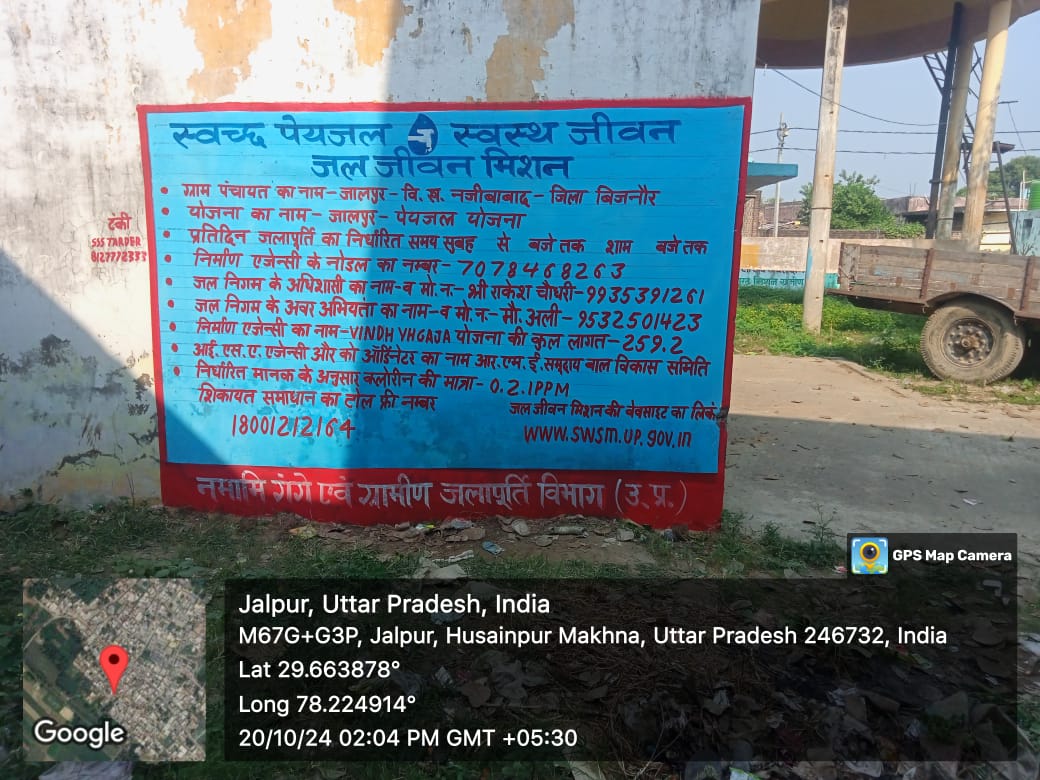 स्वच्छ पेयजल स्वस्थ जीवन
जल जीवन मिशन
• ग्राम पंचायत का नाम - जालपुर - वि. ख. नजीबाबाद - जिला बिजनौर
• योजना का नाम - जालपुर - पेयजल योजना
• प्रतिदिन जलापूर्ति का निर्धारित समय सुबह से बजे तक शाम बजे तक
• निर्माण एजेन्सी के नोडल का नम्बर - 7078468263
• जल निगम के अधिशासी का नाम - व मो. न. - श्री राकेश चौधरी - 9935391261
• जल निगम के अवर अभियंता का नाम - व मो. न - मौ. अली - 9532501423
• निर्माण एजेन्सी का नाम - VINDHYHGAJA योजना की कुल लागत - 259.2
• आई. एस. ए. एजेन्सी और को ऑर्डिनेटर का नाम आर. एम. ई. बाल विकास समिति
• निर्धारित मानक के अनुसार क्लोरीन की मात्रा - 0.2.1PPM
शिकायत समाधान का टोल फ्री नम्बर
18001212164
जल जीवन मिशन की वेबसाइट का लिंक
www.swsm.up.gov.in
नमामि गंगे एवं ग्रामीण जलापूर्ति विभाग (उ. प्र.)
टंकी
SSS TARDER
8127772333
GPS Map Camera
Jalpur, Uttar Pradesh, India
M67G+G3P, Jalpur, Husainpur Makhna, Uttar Pradesh 246732, India
Lat 29.663878°
Long 78.224914°
20/10/24 02:04 PM GMT +05:30
Google